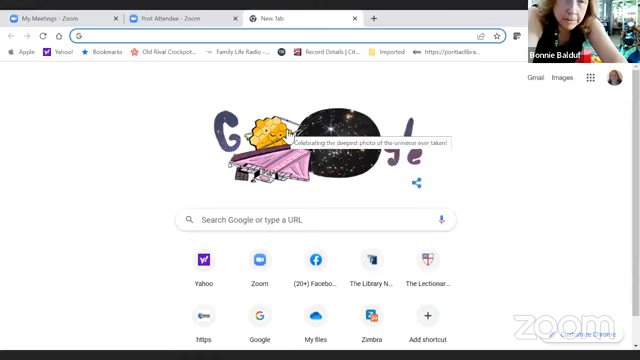 My Meetings - Zoom
Post Attendee - Zoom
New Tab
Apple
Yahoo!
Bookmarks
Old Rival Crockpot...
Family Life Radio -...
Record Details | Cit...
Imported
https://pontiaclibra...
Bonnie Balduf
Gmail
Images
Celebrating the deepest photo of the universe ever taken!
Search Google or type a URL
Yahoo
Zoom
(20+) Facebo...
The Library N...
The Lectionar...
https
Google
My files
Zimbra
Add shortcut
Customize Chrome
zoom